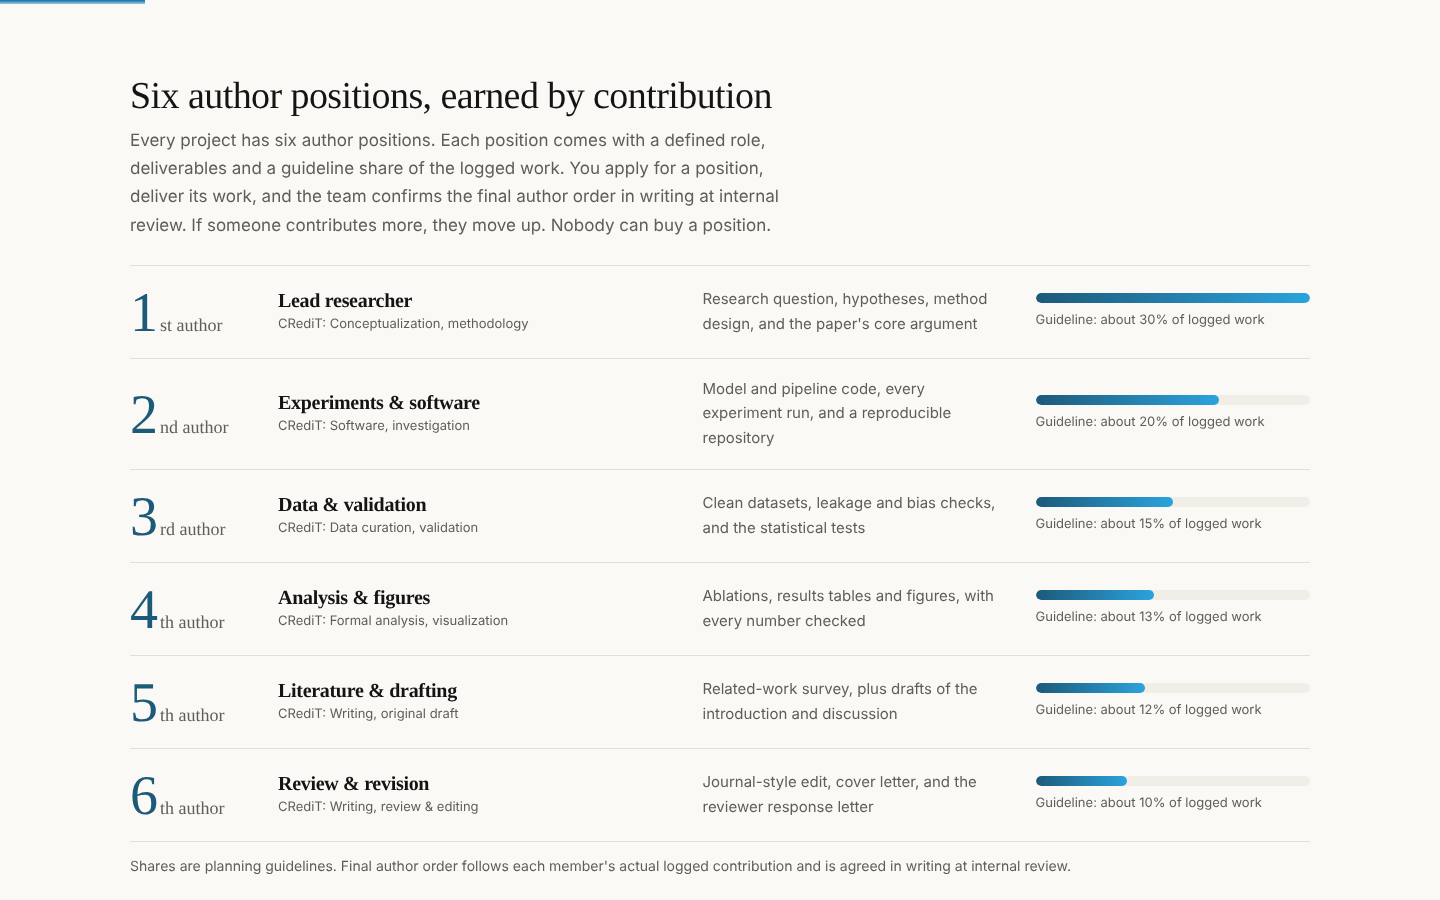 Six author positions, earned by contribution
Every project has six author positions. Each position comes with a defined role,
deliverables and a guideline share of the logged work. You apply for a position,
deliver its work, and the team confirms the final author order in writing at internal
review. If someone contributes more, they move up. Nobody can buy a position.
1st author
Lead researcher
CRediT: Conceptualization, methodology
Research question, hypotheses, method
design, and the paper's core argument
Guideline: about 30% of logged work
2nd author
Experiments & software
CRediT: Software, investigation
Model and pipeline code, every
experiment run, and a reproducible
repository
Guideline: about 20% of logged work
3rd author
Data & validation
CRediT: Data curation, validation
Clean datasets, leakage and bias checks,
and the statistical tests
Guideline: about 15% of logged work
4th author
Analysis & figures
CRediT: Formal analysis, visualization
Ablations, results tables and figures, with
every number checked
Guideline: about 13% of logged work
5th author
Literature & drafting
CRediT: Writing, original draft
Related-work survey, plus drafts of the
introduction and discussion
Guideline: about 12% of logged work
6th author
Review & revision
CRediT: Writing, review & editing
Journal-style edit, cover letter, and the
reviewer response letter
Guideline: about 10% of logged work
Shares are planning guidelines. Final author order follows each member's actual logged contribution and is agreed in writing at internal review.